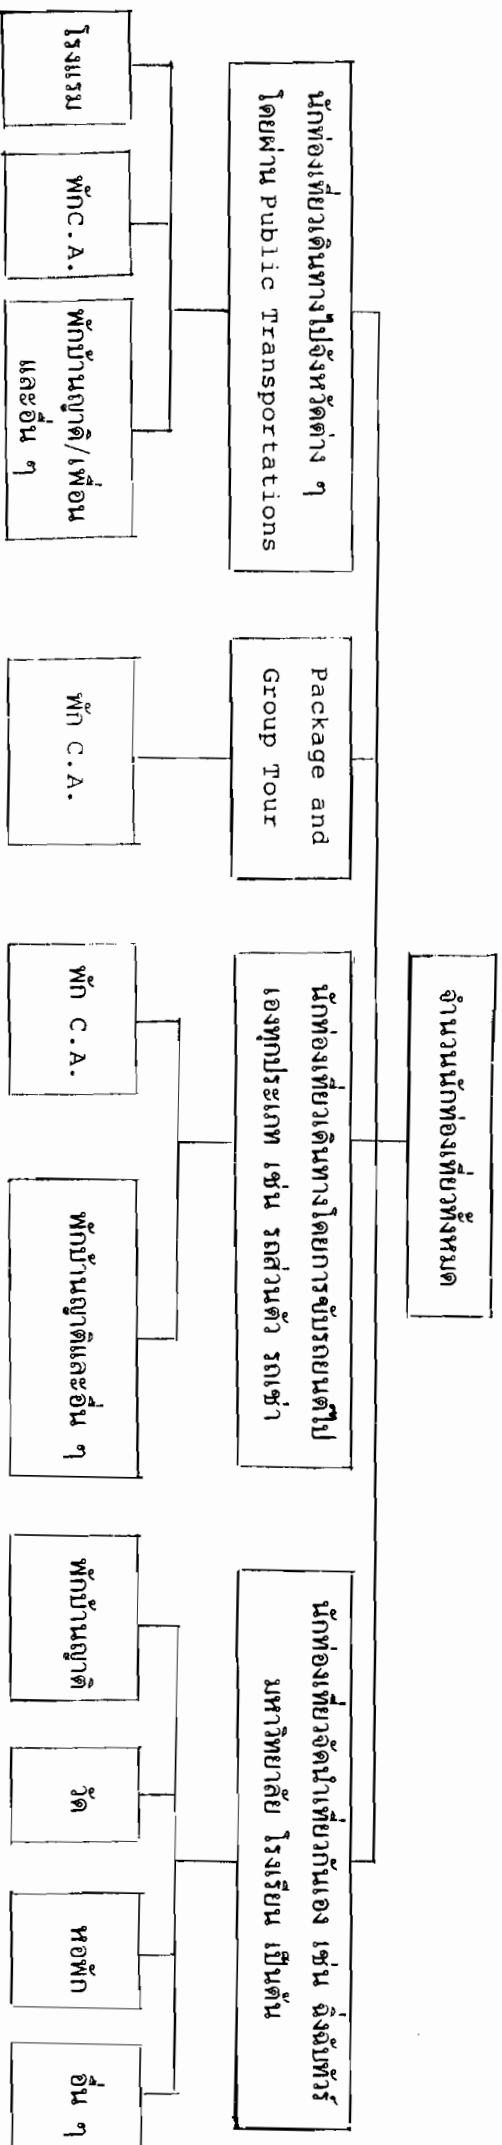 จำนวนนักท่องเที่ยวทั้งหมด
นักท่องเที่ยวเดินทางไปจังหวัดต่าง ๆ
โดยผ่าน Public Transportations
Package and
Group Tour
นักท่องเที่ยวเดินทางโดยการขับรถยนต์ไป
เองทุกประเภท เช่น รถส่วนตัว รถเช่า
นักท่องเที่ยวจัดนำเที่ยวกันเอง เช่น ฉิ่งฉับทัวร์
มหาวิทยาลัย โรงเรียน เป็นต้น
โรงแรม
พักC.A.
พักบ้านญาติ/เพื่อน
และอื่น ๆ
พัก C.A.
พัก C.A.
พักบ้านญาติและอื่น ๆ
พักบ้านญาติ
วัด
หอพัก
อื่น ๆ